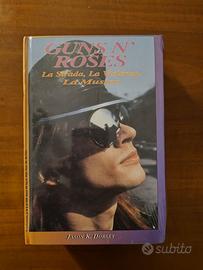 GUNS N'
ROSES
La Strada, La Violenza,
La Musica
JASON K. DORSEY
subito